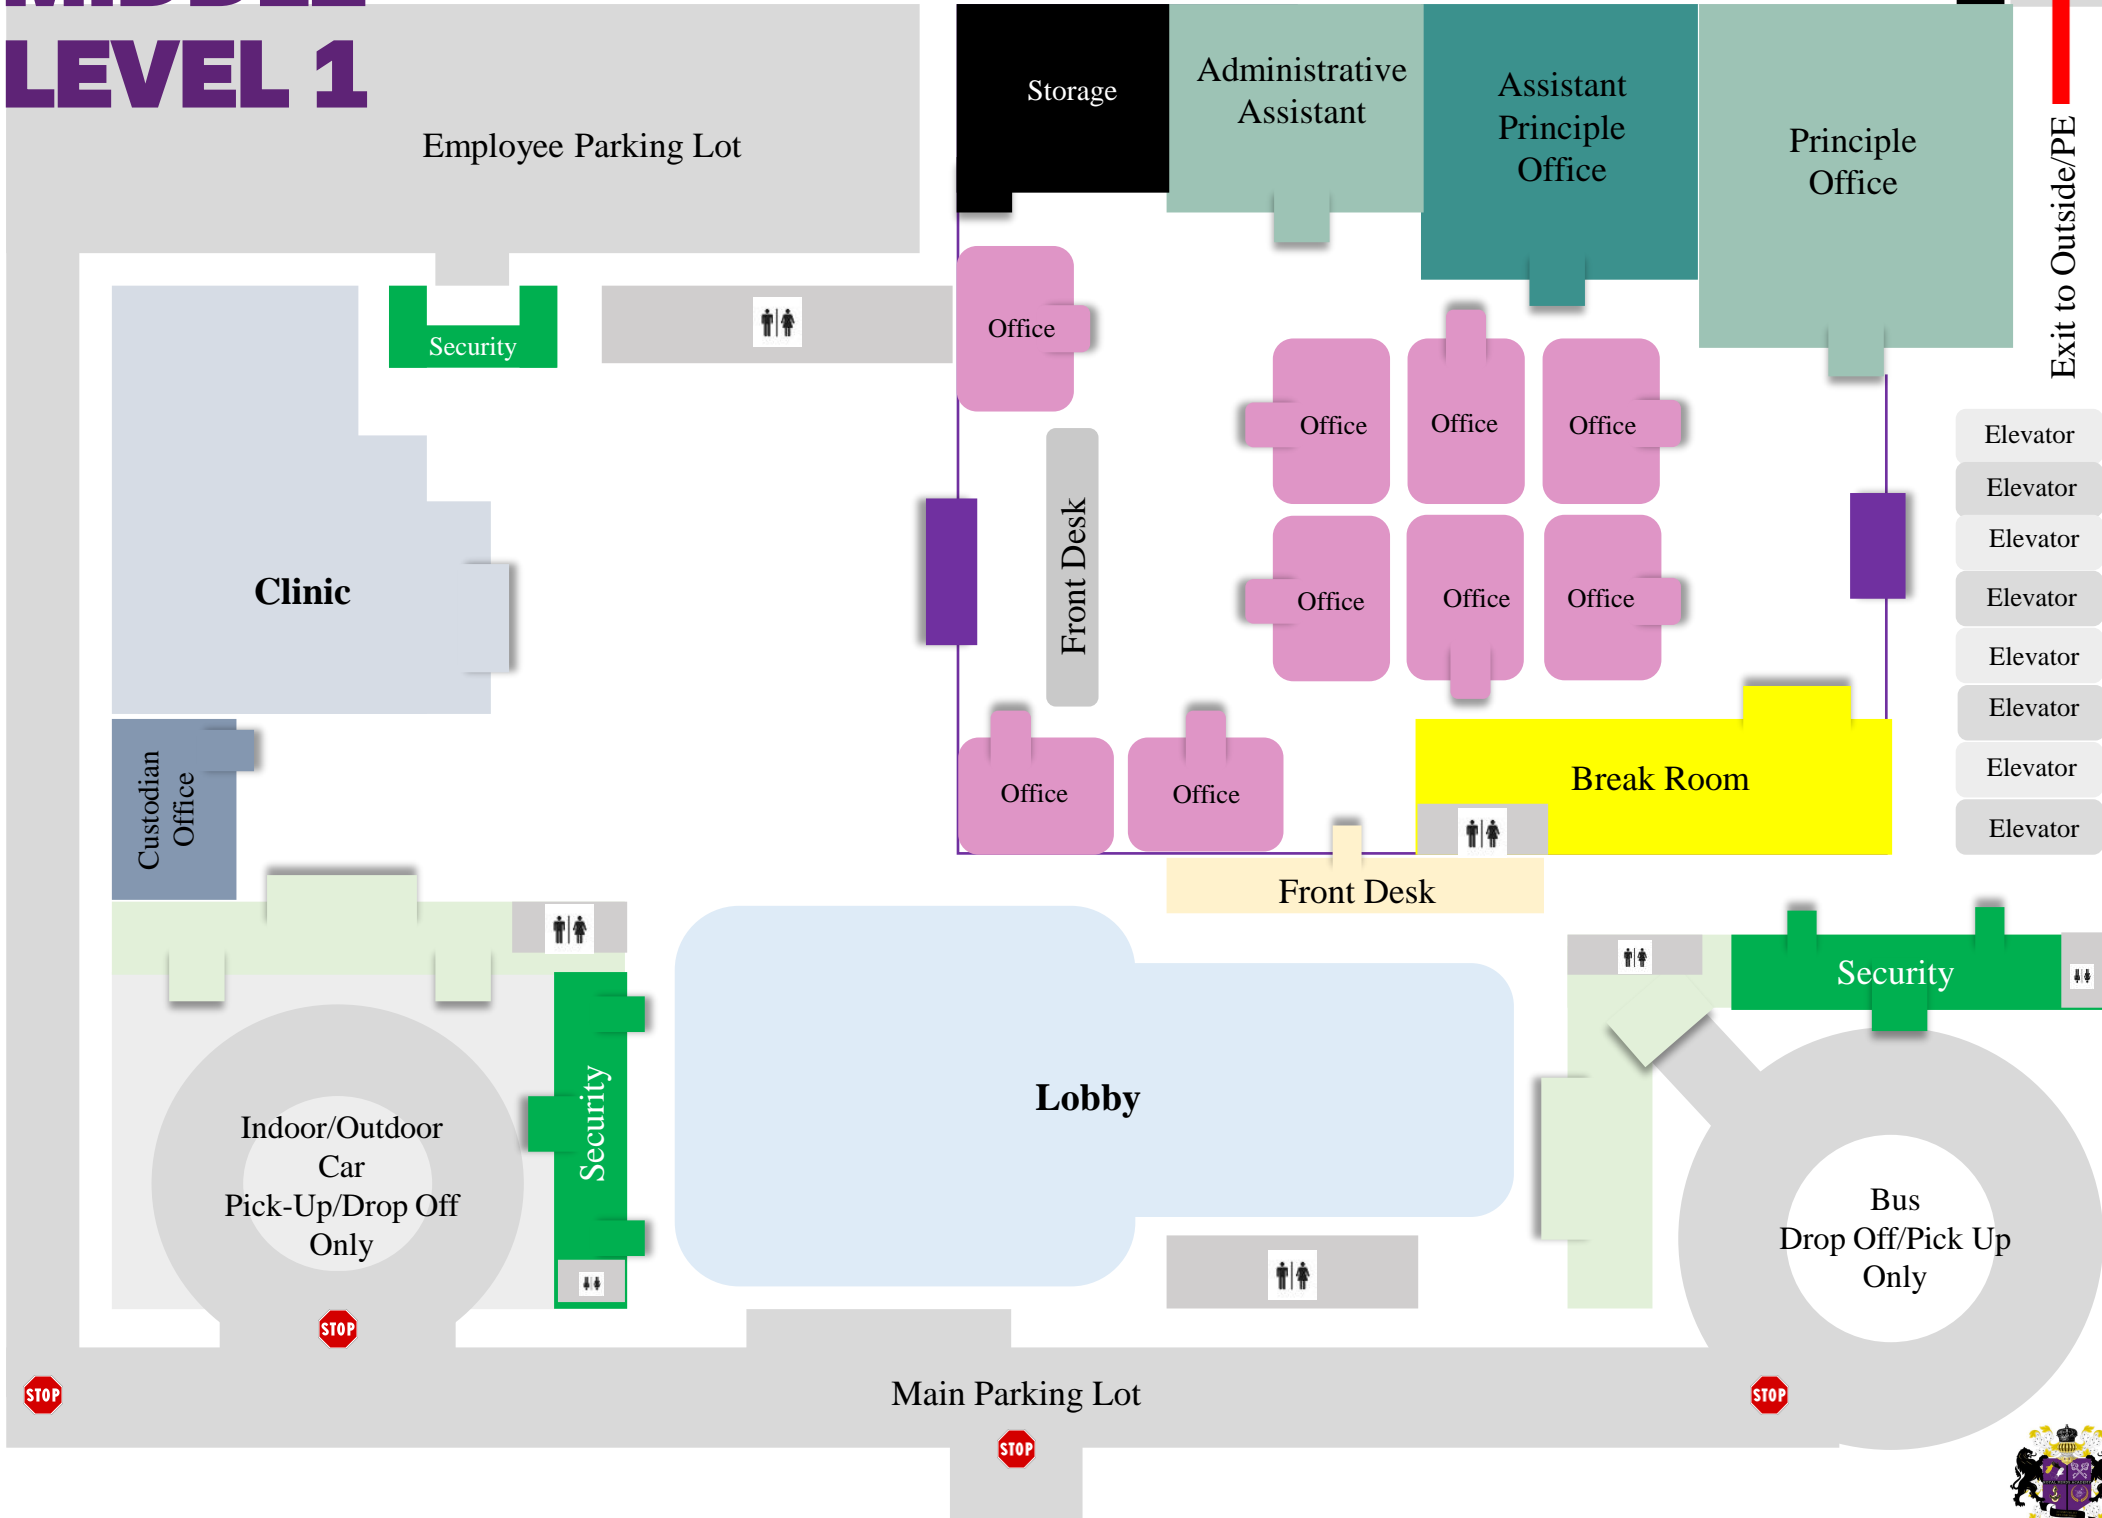 MIDDLE
LEVEL 1
Employee Parking Lot
Storage
Administrative
Assistant
Assistant
Principle
Office
Principle
Office
Exit to Outside/PE
Security
Office
Office
Office
Office
Office
Office
Office
Front Desk
Clinic
Elevator
Elevator
Elevator
Elevator
Elevator
Elevator
Elevator
Elevator
Custodian
Office
Office
Office
Break Room
Front Desk
Security
Security
Lobby
Indoor/Outdoor
Car
Pick-Up/Drop Off
Only
Bus
Drop Off/Pick Up
Only
STOP
STOP
STOP
STOP
Main Parking Lot